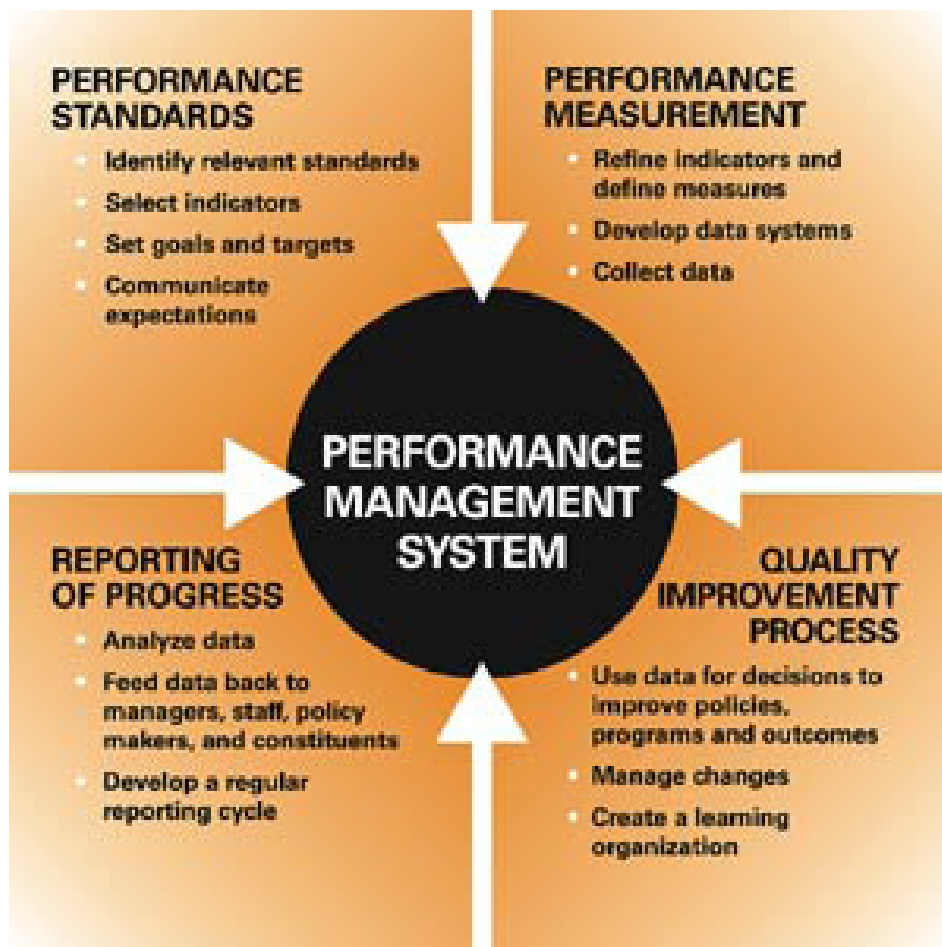 PERFORMANCE
STANDARDS
Identify relevant standards
Select indicators
Set goals and targets
Communicate
expectations
PERFORMANCE
MEASUREMENT
Refine indicators and
define measures
Develop data systems
Collect data
PERFORMANCE
MANAGEMENT
SYSTEM
REPORTING
OF PROGRESS
Analyze data
Feed data back to
managers, staff, policy
makers, and constituents
Develop a regular
reporting cycle
QUALITY
IMPROVEMENT
PROCESS
Use data for decisions to
improve policies,
programs and outcomes
Manage changes
Create a learning
organization